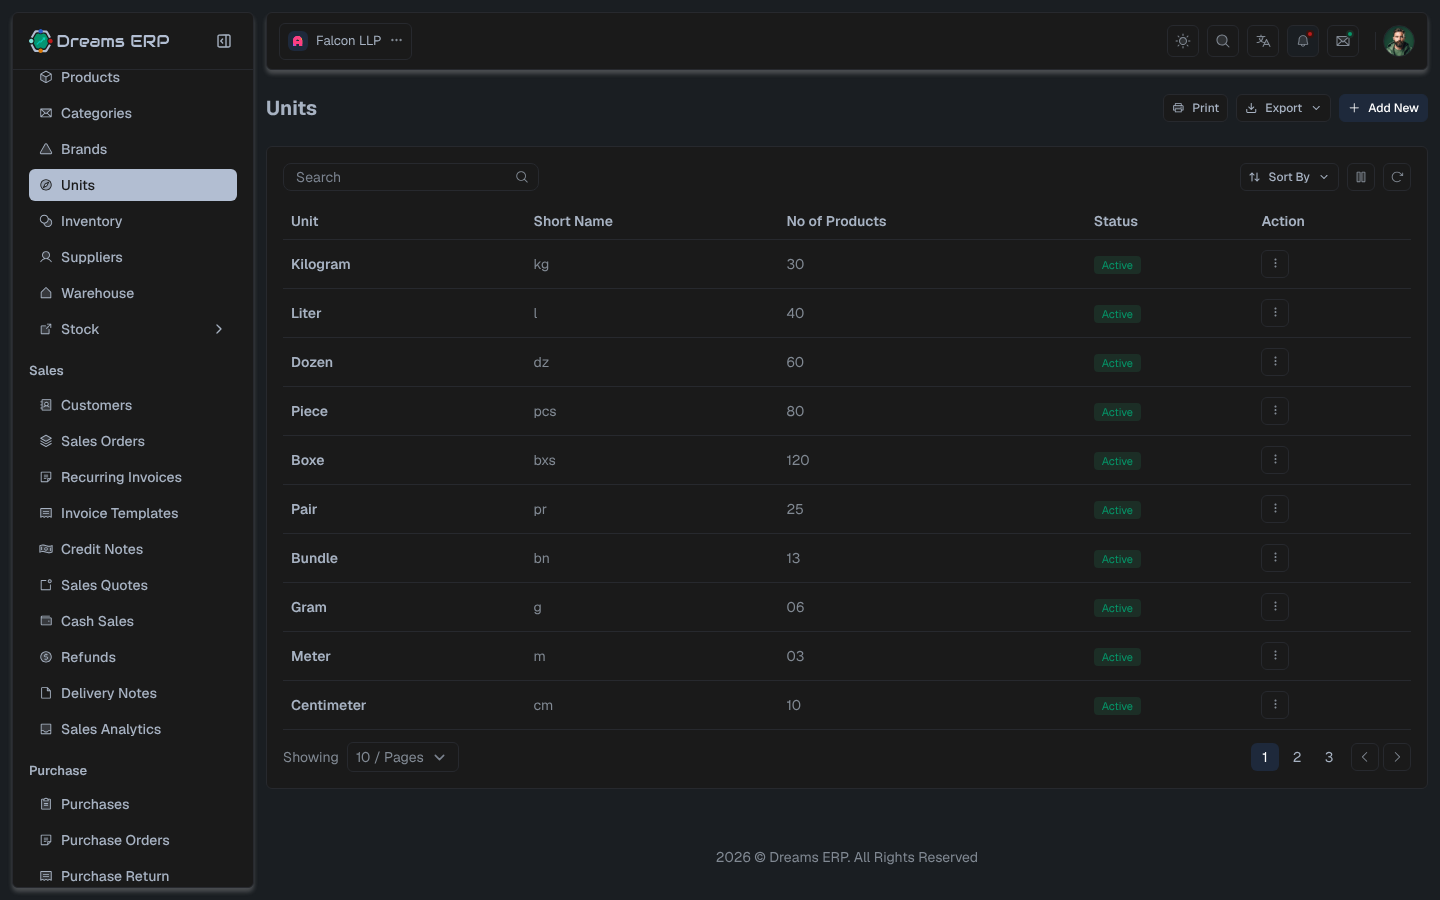 Dreams ERP
Products
Categories
Brands
Units
Inventory
Suppliers
Warehouse
Stock
Sales
Customers
Sales Orders
Recurring Invoices
Invoice Templates
Credit Notes
Sales Quotes
Cash Sales
Refunds
Delivery Notes
Sales Analytics
Purchase
Purchases
Purchase Orders
Purchase Return
Falcon LLP
Units
Print
Export
Add New
Search
Sort By
Unit Short Name No of Products Status Action
Kilogram kg 30 Active
Liter l 40 Active
Dozen dz 60 Active
Piece pcs 80 Active
Boxe bxs 120 Active
Pair pr 25 Active
Bundle bn 13 Active
Gram g 06 Active
Meter m 03 Active
Centimeter cm 10 Active
Showing 10 / Pages
1 2 3
2026 © Dreams ERP. All Rights Reserved